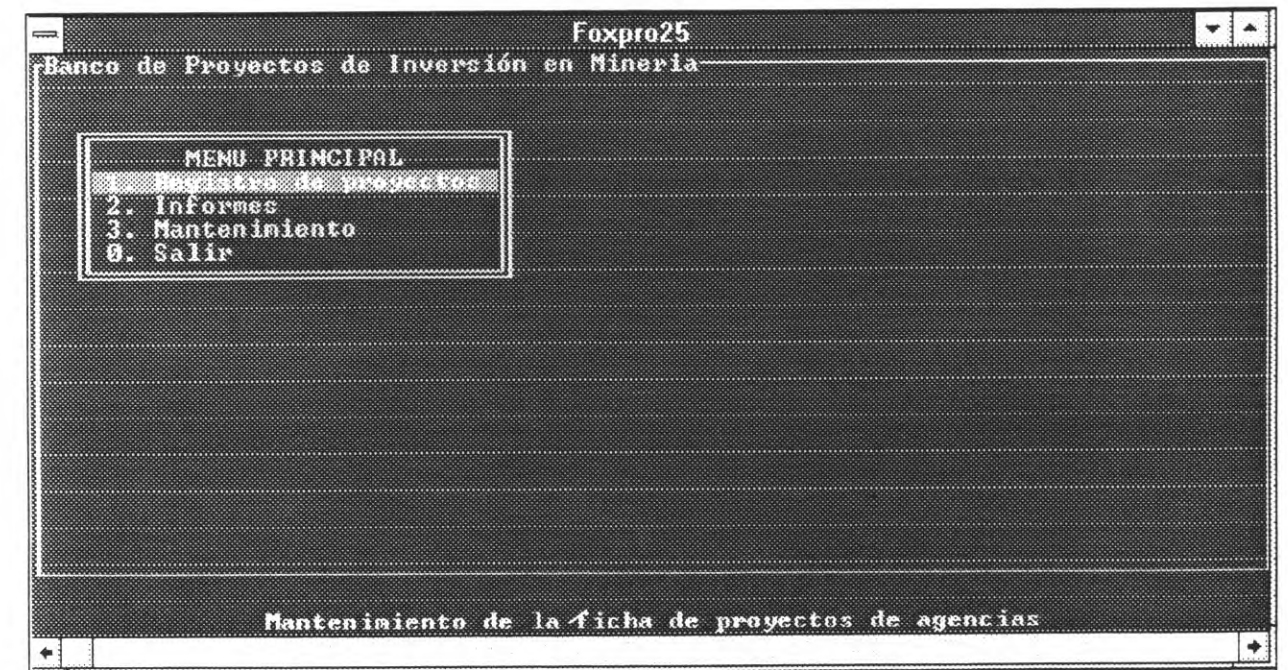 Foxpro25
Banco de Proyectos de Inversión en Mineria
MENU PRINCIPAL
1. Registro de proyectos
2. Informes
3. Mantenimiento
0. Salir
Mantenimiento de la ficha de proyectos de agencias